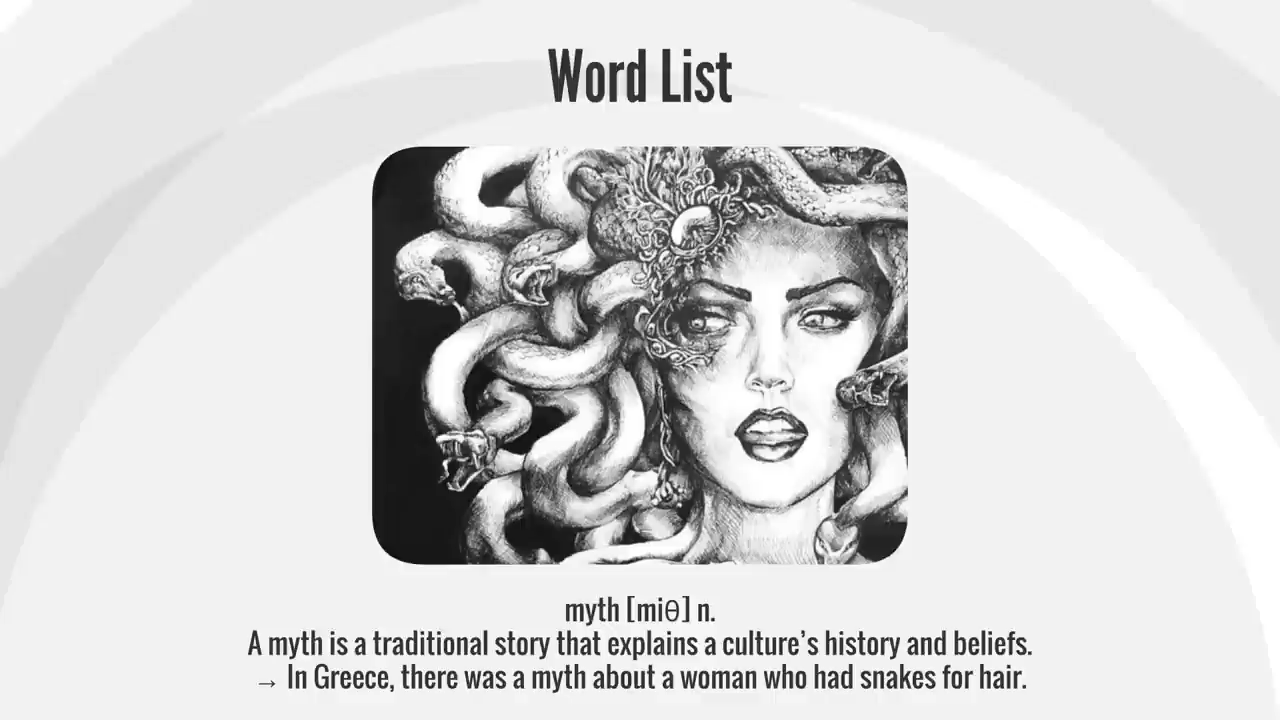 Word List
myth [miθ] n.
A myth is a traditional story that explains a culture's history and beliefs.
→ In Greece, there was a myth about a woman who had snakes for hair.